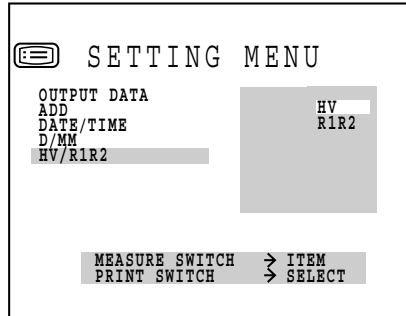 SETTING MENU
OUTPUT DATA
ADD
DATE/TIME
D/MM
HV/R1R2
HV
R1R2
MEASURE SWITCH → ITEM
PRINT SWITCH → SELECT